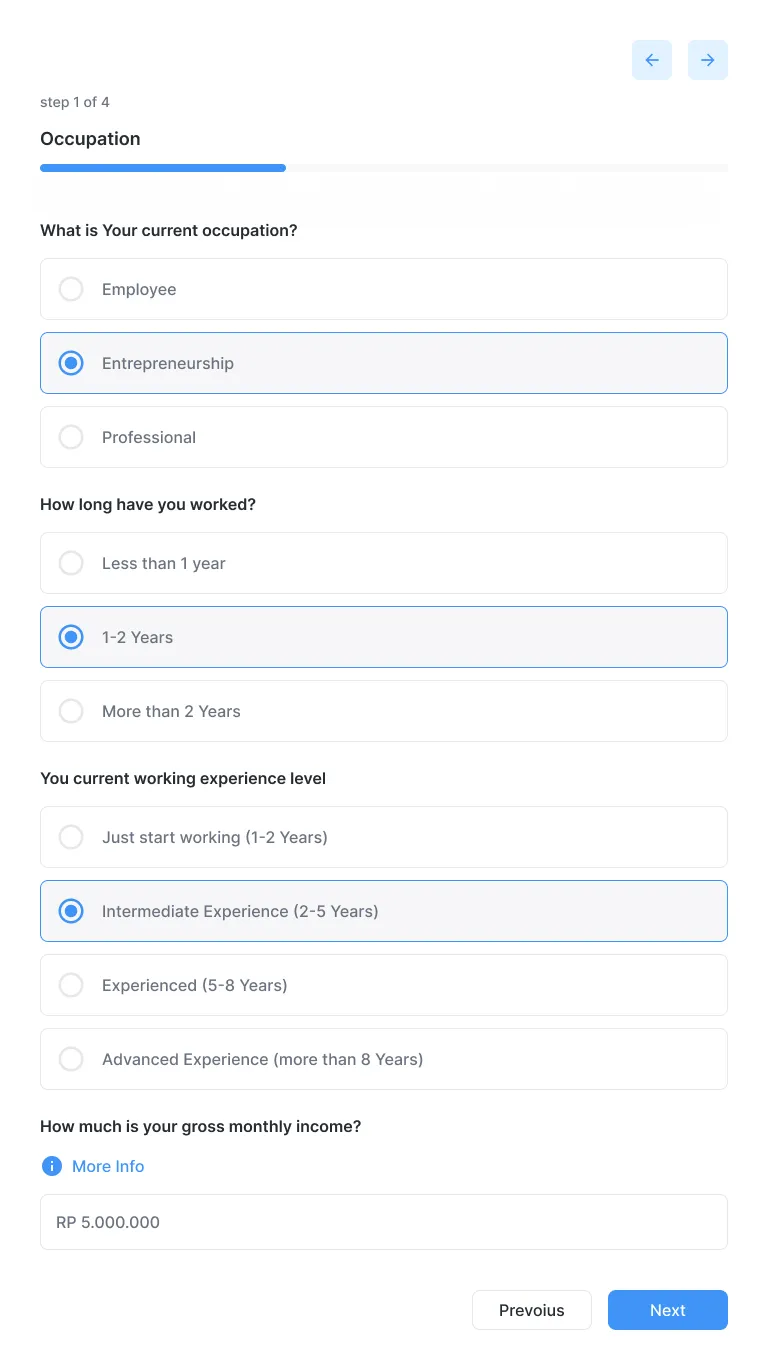 step 1 of 4
Occupation
What is Your current occupation?
Employee
Entrepreneurship
Professional
How long have you worked?
Less than 1 year
1-2 Years
More than 2 Years
You current working experience level
Just start working (1-2 Years)
Intermediate Experience (2-5 Years)
Experienced (5-8 Years)
Advanced Experience (more than 8 Years)
How much is your gross monthly income?
More Info
RP 5.000.000
Prevoius Next